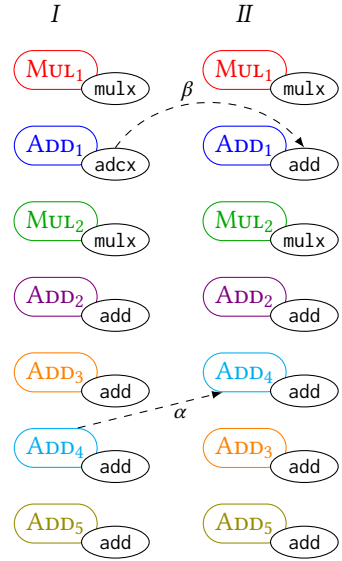 I II
MUL1 mulx MUL1 mulx
β
ADD1 adcx ADD1 add
MUL2 mulx MUL2 mulx
ADD2 add ADD2 add
ADD3 add ADD4 add
α
ADD4 add ADD3 add
ADD5 add ADD5 add